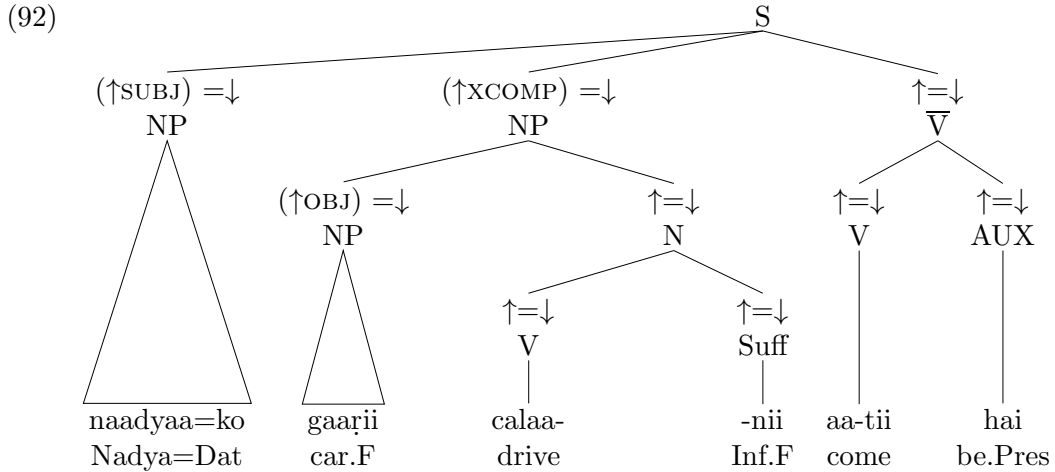 (92) S
(↑SUBJ) =↓ (↑XCOMP) =↓ ↑=↓
NP NP V̅
(↑OBJ) =↓ ↑=↓ ↑=↓ ↑=↓
NP N V AUX
↑=↓ ↑=↓
V Suff
naadyaa=ko gaaṛii calaa- -nii aa-tii hai
Nadya=Dat car.F drive Inf.F come be.Pres